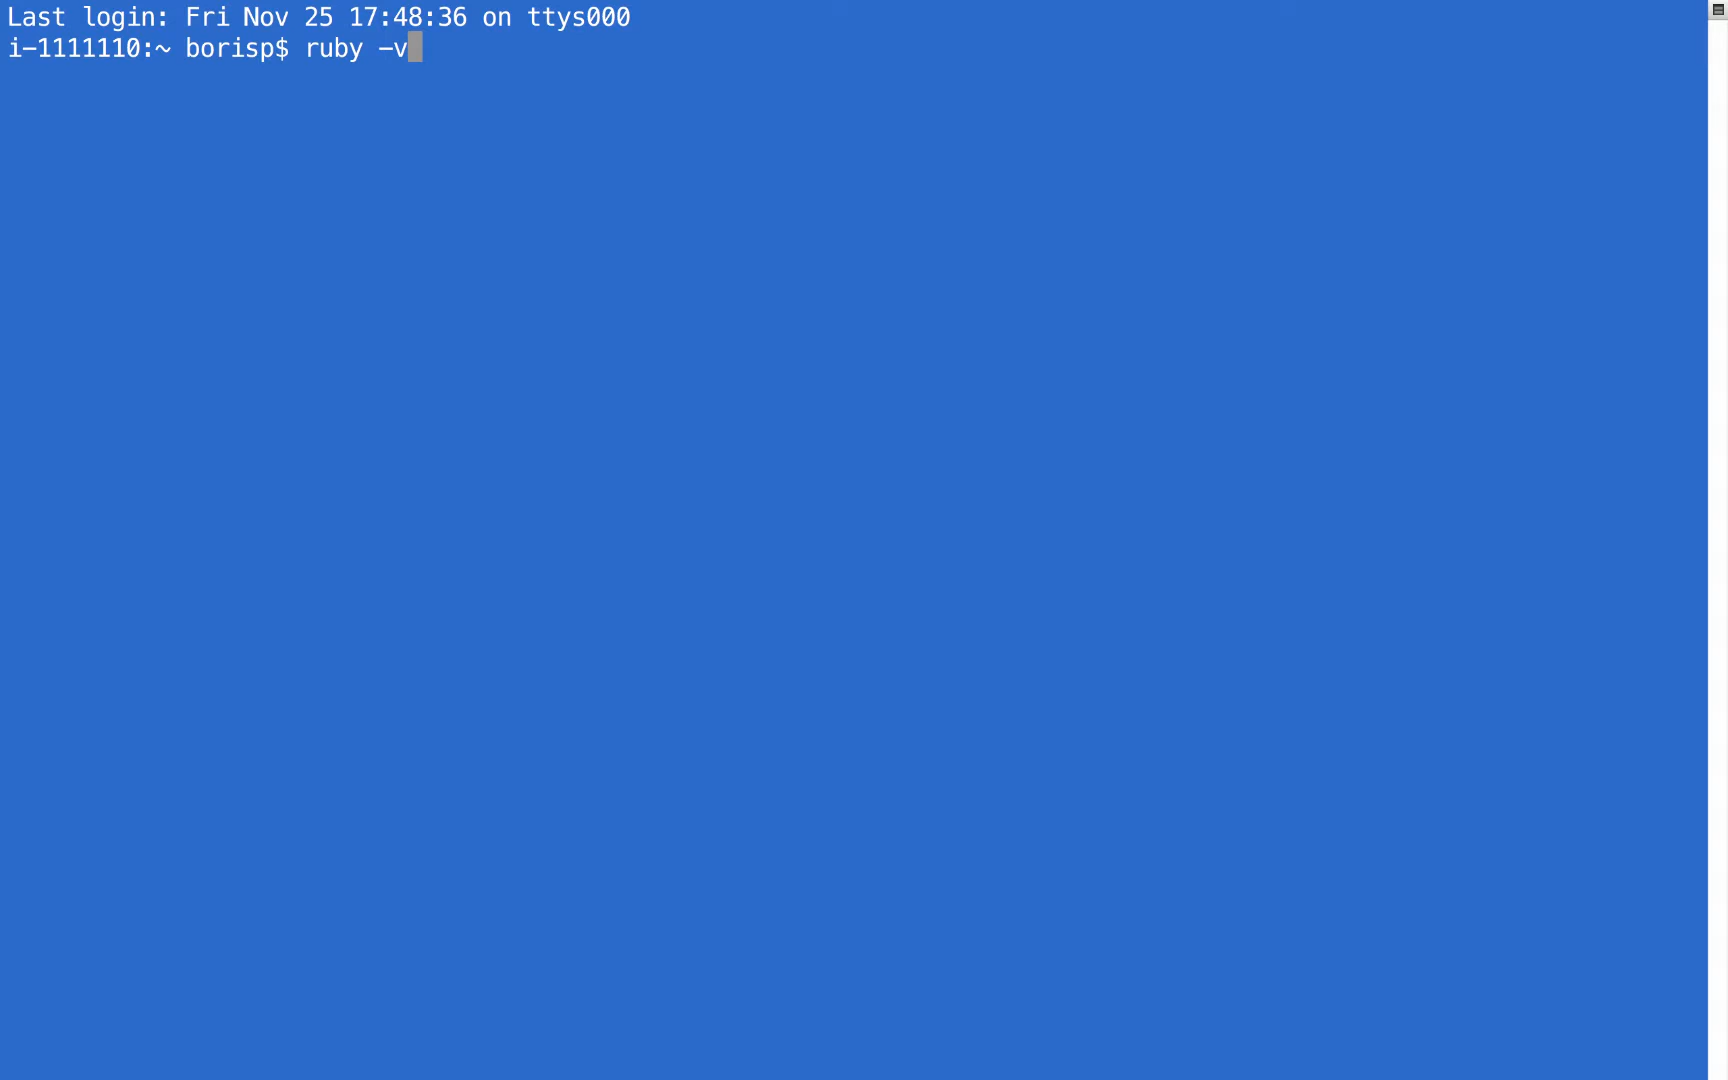 Last login: Fri Nov 25 17:48:36 on ttys000
i-1111110:~ borisp$ ruby -v